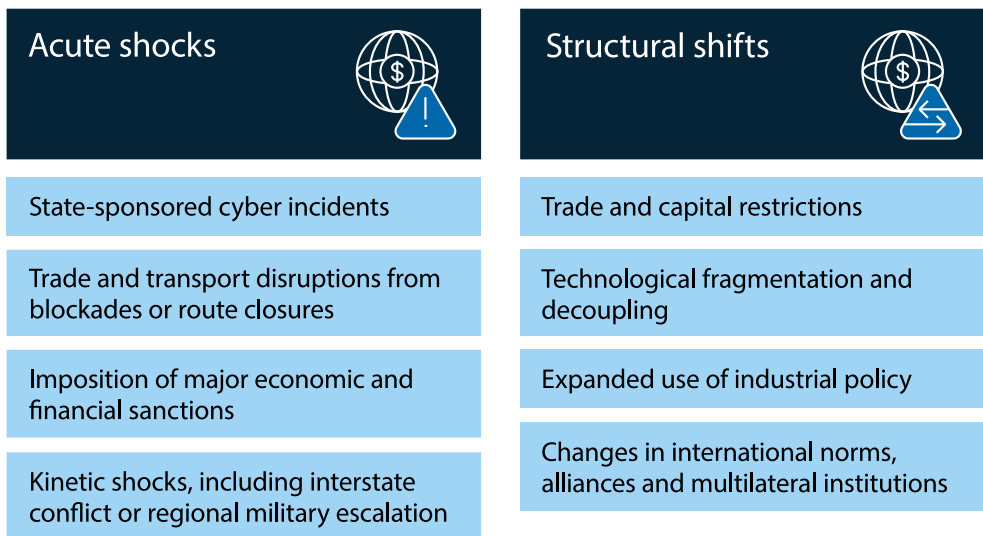 Acute shocks
$
!
State-sponsored cyber incidents
Trade and transport disruptions from
blockades or route closures
Imposition of major economic and
financial sanctions
Kinetic shocks, including interstate
conflict or regional military escalation
Structural shifts
$
Trade and capital restrictions
Technological fragmentation and
decoupling
Expanded use of industrial policy
Changes in international norms,
alliances and multilateral institutions